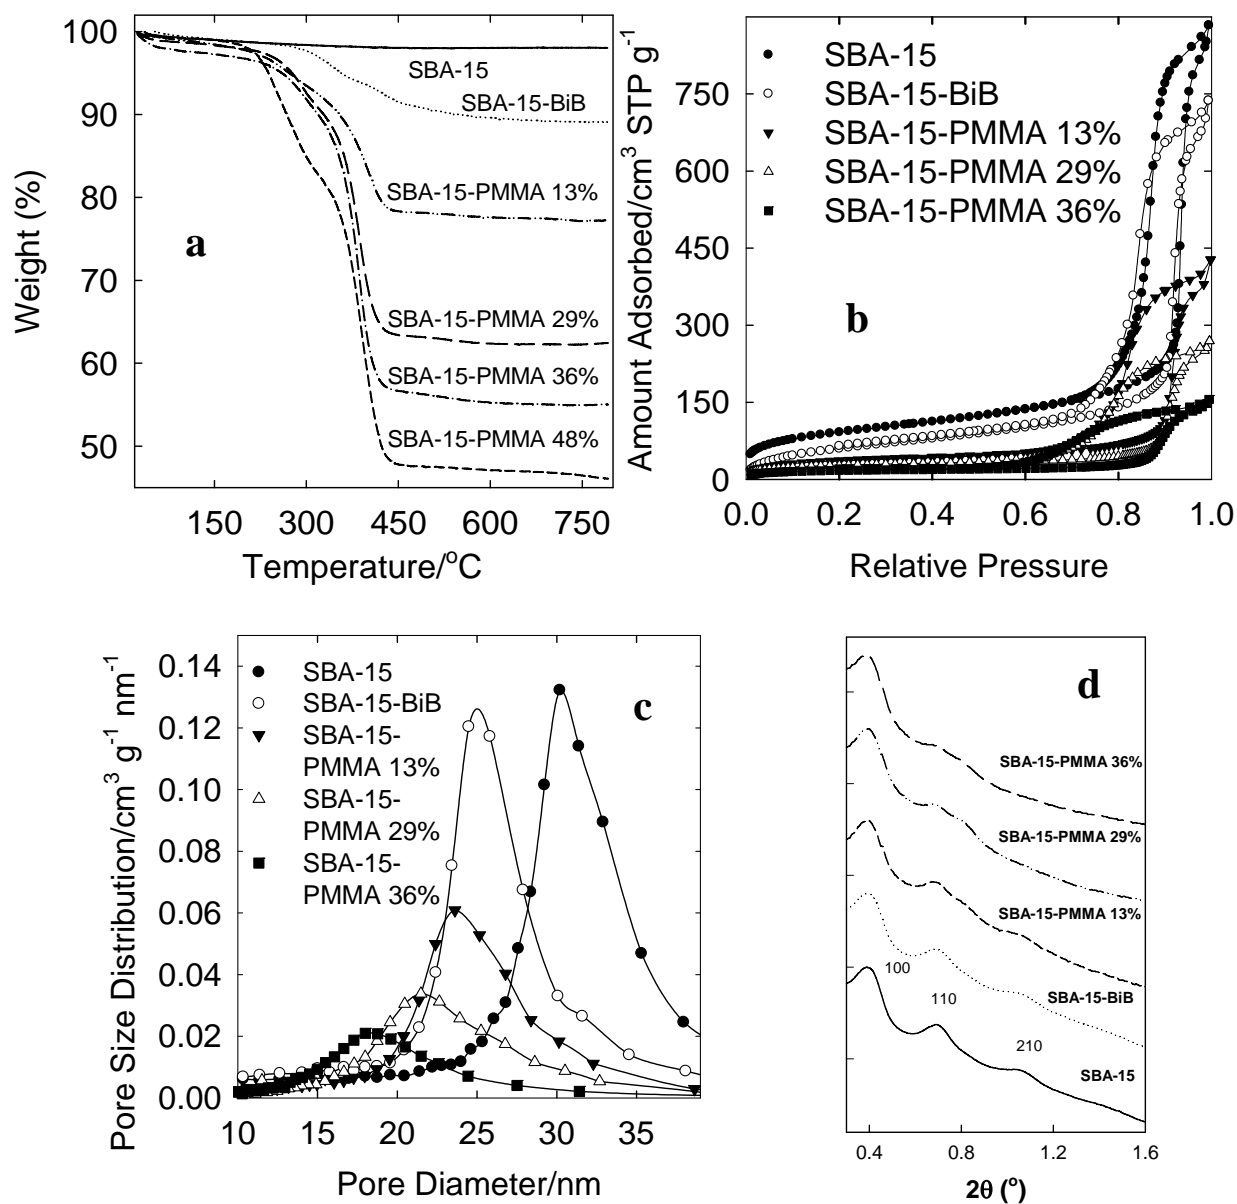 100
90
80
70
60
50
Weight (%)
SBA-15
SBA-15-BiB
SBA-15-PMMA 13%
SBA-15-PMMA 29%
SBA-15-PMMA 36%
SBA-15-PMMA 48%
a
150 300 450 600 750
Temperature/°C
Amount Adsorbed/cm³ STP g⁻¹
750
600
450
300
150
0
SBA-15
SBA-15-BiB
SBA-15-PMMA 13%
SBA-15-PMMA 29%
SBA-15-PMMA 36%
b
0.0 0.2 0.4 0.6 0.8 1.0
Relative Pressure
Pore Size Distribution/cm³ g⁻¹ nm⁻¹
0.14
0.12
0.10
0.08
0.06
0.04
0.02
0.00
SBA-15
SBA-15-BiB
SBA-15-
PMMA 13%
SBA-15-
PMMA 29%
SBA-15-
PMMA 36%
c
10 15 20 25 30 35
Pore Diameter/nm
d
SBA-15-PMMA 36%
SBA-15-PMMA 29%
SBA-15-PMMA 13%
SBA-15-BiB
SBA-15
100
110
210
0.4 0.8 1.2 1.6
2θ (°)